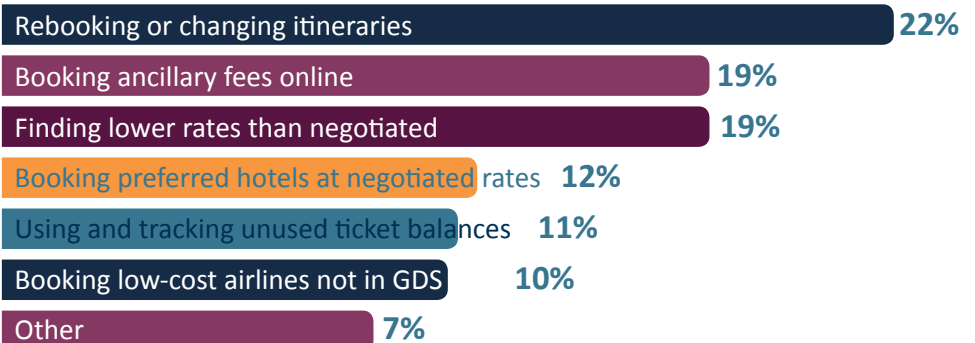 Rebooking or changing itineraries 22%
Booking ancillary fees online 19%
Finding lower rates than negotiated 19%
Booking preferred hotels at negotiated rates 12%
Using and tracking unused ticket balances 11%
Booking low-cost airlines not in GDS 10%
Other 7%